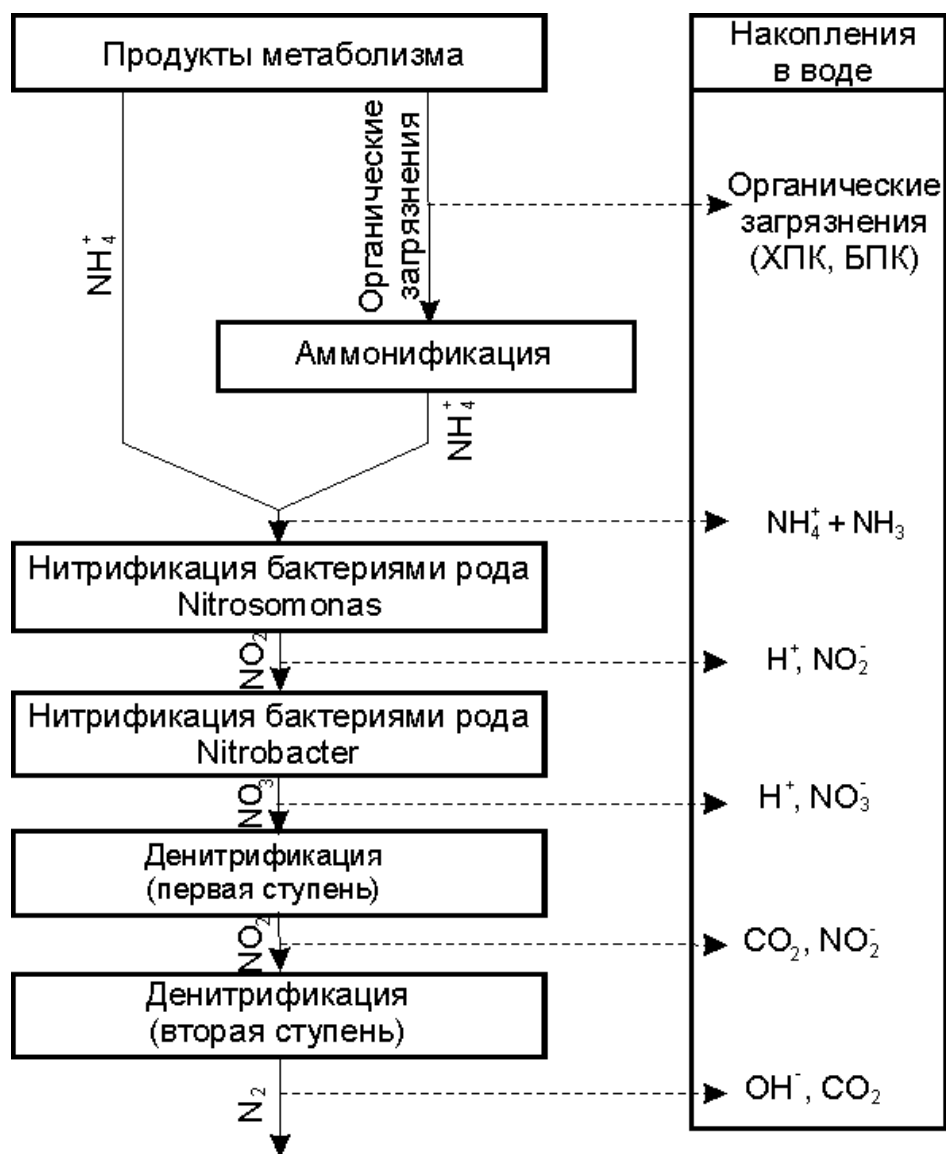 Продукты метаболизма
Накопления
в воде
NH₄⁺
Органические
загрязнения
Органические
загрязнения
(ХПК, БПК)
Аммонификация
NH₄⁺
NH₄⁺ + NH₃
Нитрификация бактериями рода
Nitrosomonas
NO₂
H⁺, NO₂⁻
Нитрификация бактериями рода
Nitrobacter
NO₃
H⁺, NO₃⁻
Денитрификация
(первая ступень)
NO₂
CO₂, NO₂⁻
Денитрификация
(вторая ступень)
N₂
OH⁻, CO₂